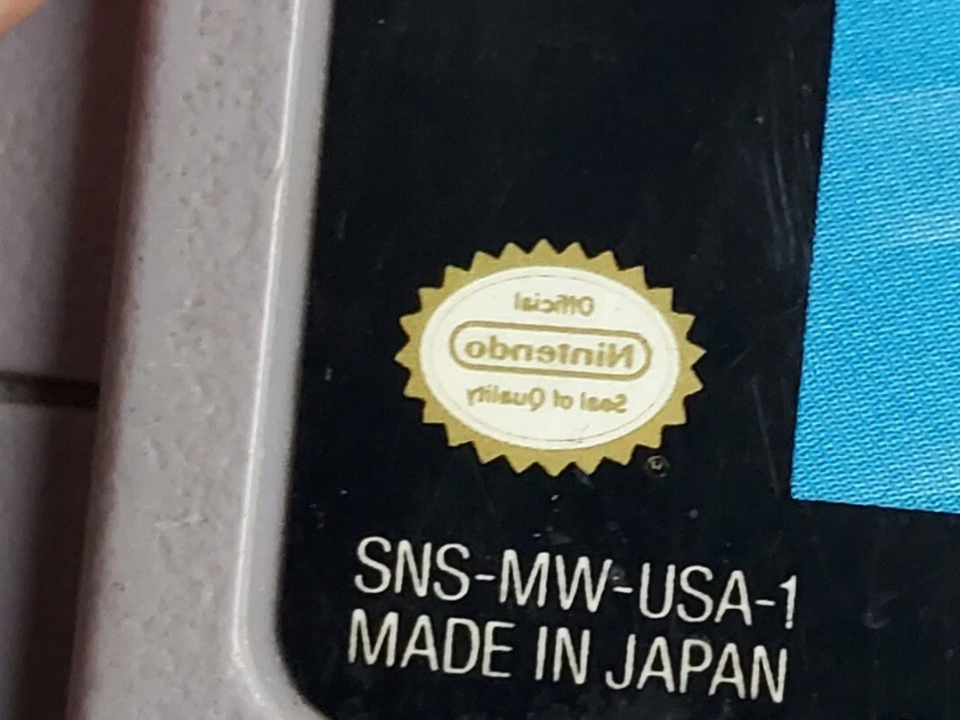 Official
Nintendo
Seal of Quality
SNS-MW-USA-1
MADE IN JAPAN